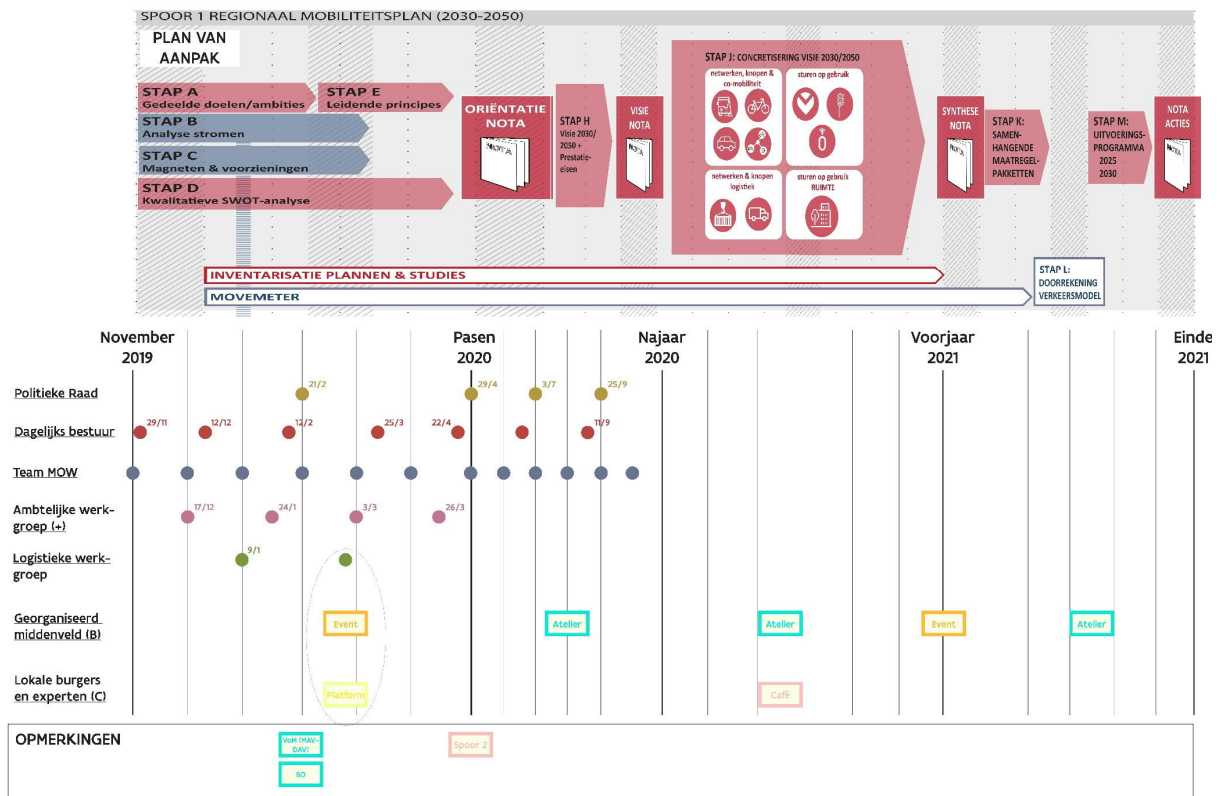 SPOOR 1 REGIONAAL MOBILITEITSPLAN (2030-2050)
PLAN VAN
AANPAK
STAP A
Gedeelde doelen/ambities
STAP E
Leidende principes
STAP B
Analyse stromen
STAP C
Magneten & voorzieningen
STAP D
Kwalitatieve SWOT-analyse
ORIËNTATIE
NOTA
NOTA
STAP H
Visie 2030/
2050 +
Prestatie-
eisen
VISIE
NOTA
NOTA
STAP J: CONCRETISERING VISIE 2030/2050
netwerken, knopen &
co-mobiliteit
sturen op gebruik
netwerken & knopen
logistiek
sturen op gebruik
RUIMTE
SYNTHESE
NOTA
NOTA
STAP K:
SAMEN-
HANGENDE
MAATREGEL-
PAKKETTEN
STAP M:
UITVOERINGS-
PROGRAMMA
2025
2030
NOTA
ACTIES
NOTA
INVENTARISATIE PLANNEN & STUDIES
MOVEMETER
STAP L:
DOORREKENING
VERKEERSMODEL
November
2019
Pasen
2020
Najaar
2020
Voorjaar
2021
Einde
2021
Politieke Raad
21/2
29/4
3/7
25/9
Dagelijks bestuur
29/11
12/12
12/2
25/3
22/4
11/9
Team MOW
Ambtelijke werk-
groep (+)
17/12
24/1
3/3
26/3
Logistieke werk-
groep
9/1
Georganiseerd
middenveld (B)
Event
Atelier
Atelier
Event
Atelier
Lokale burgers
en experten (C)
Platform
Café
OPMERKINGEN
VoM (MAV-
DAV)
BO
Spoor 2